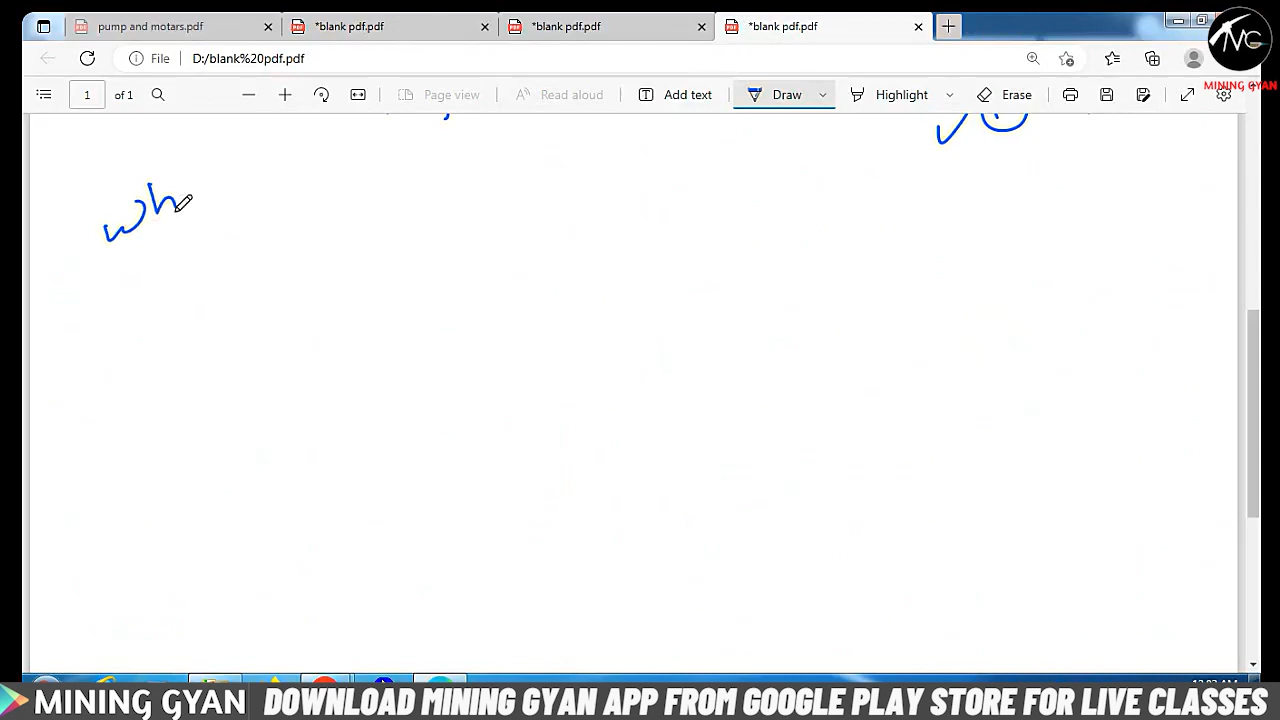 pump and motars.pdf
*blank pdf.pdf
*blank pdf.pdf
*blank pdf.pdf
File D:/blank%20pdf.pdf
1 of 1
Page view
Read aloud
Add text
Draw
Highlight
Erase
MINING GYAN
wh
MINING GYAN DOWNLOAD MINING GYAN APP FROM GOOGLE PLAY STORE FOR LIVE CLASSES